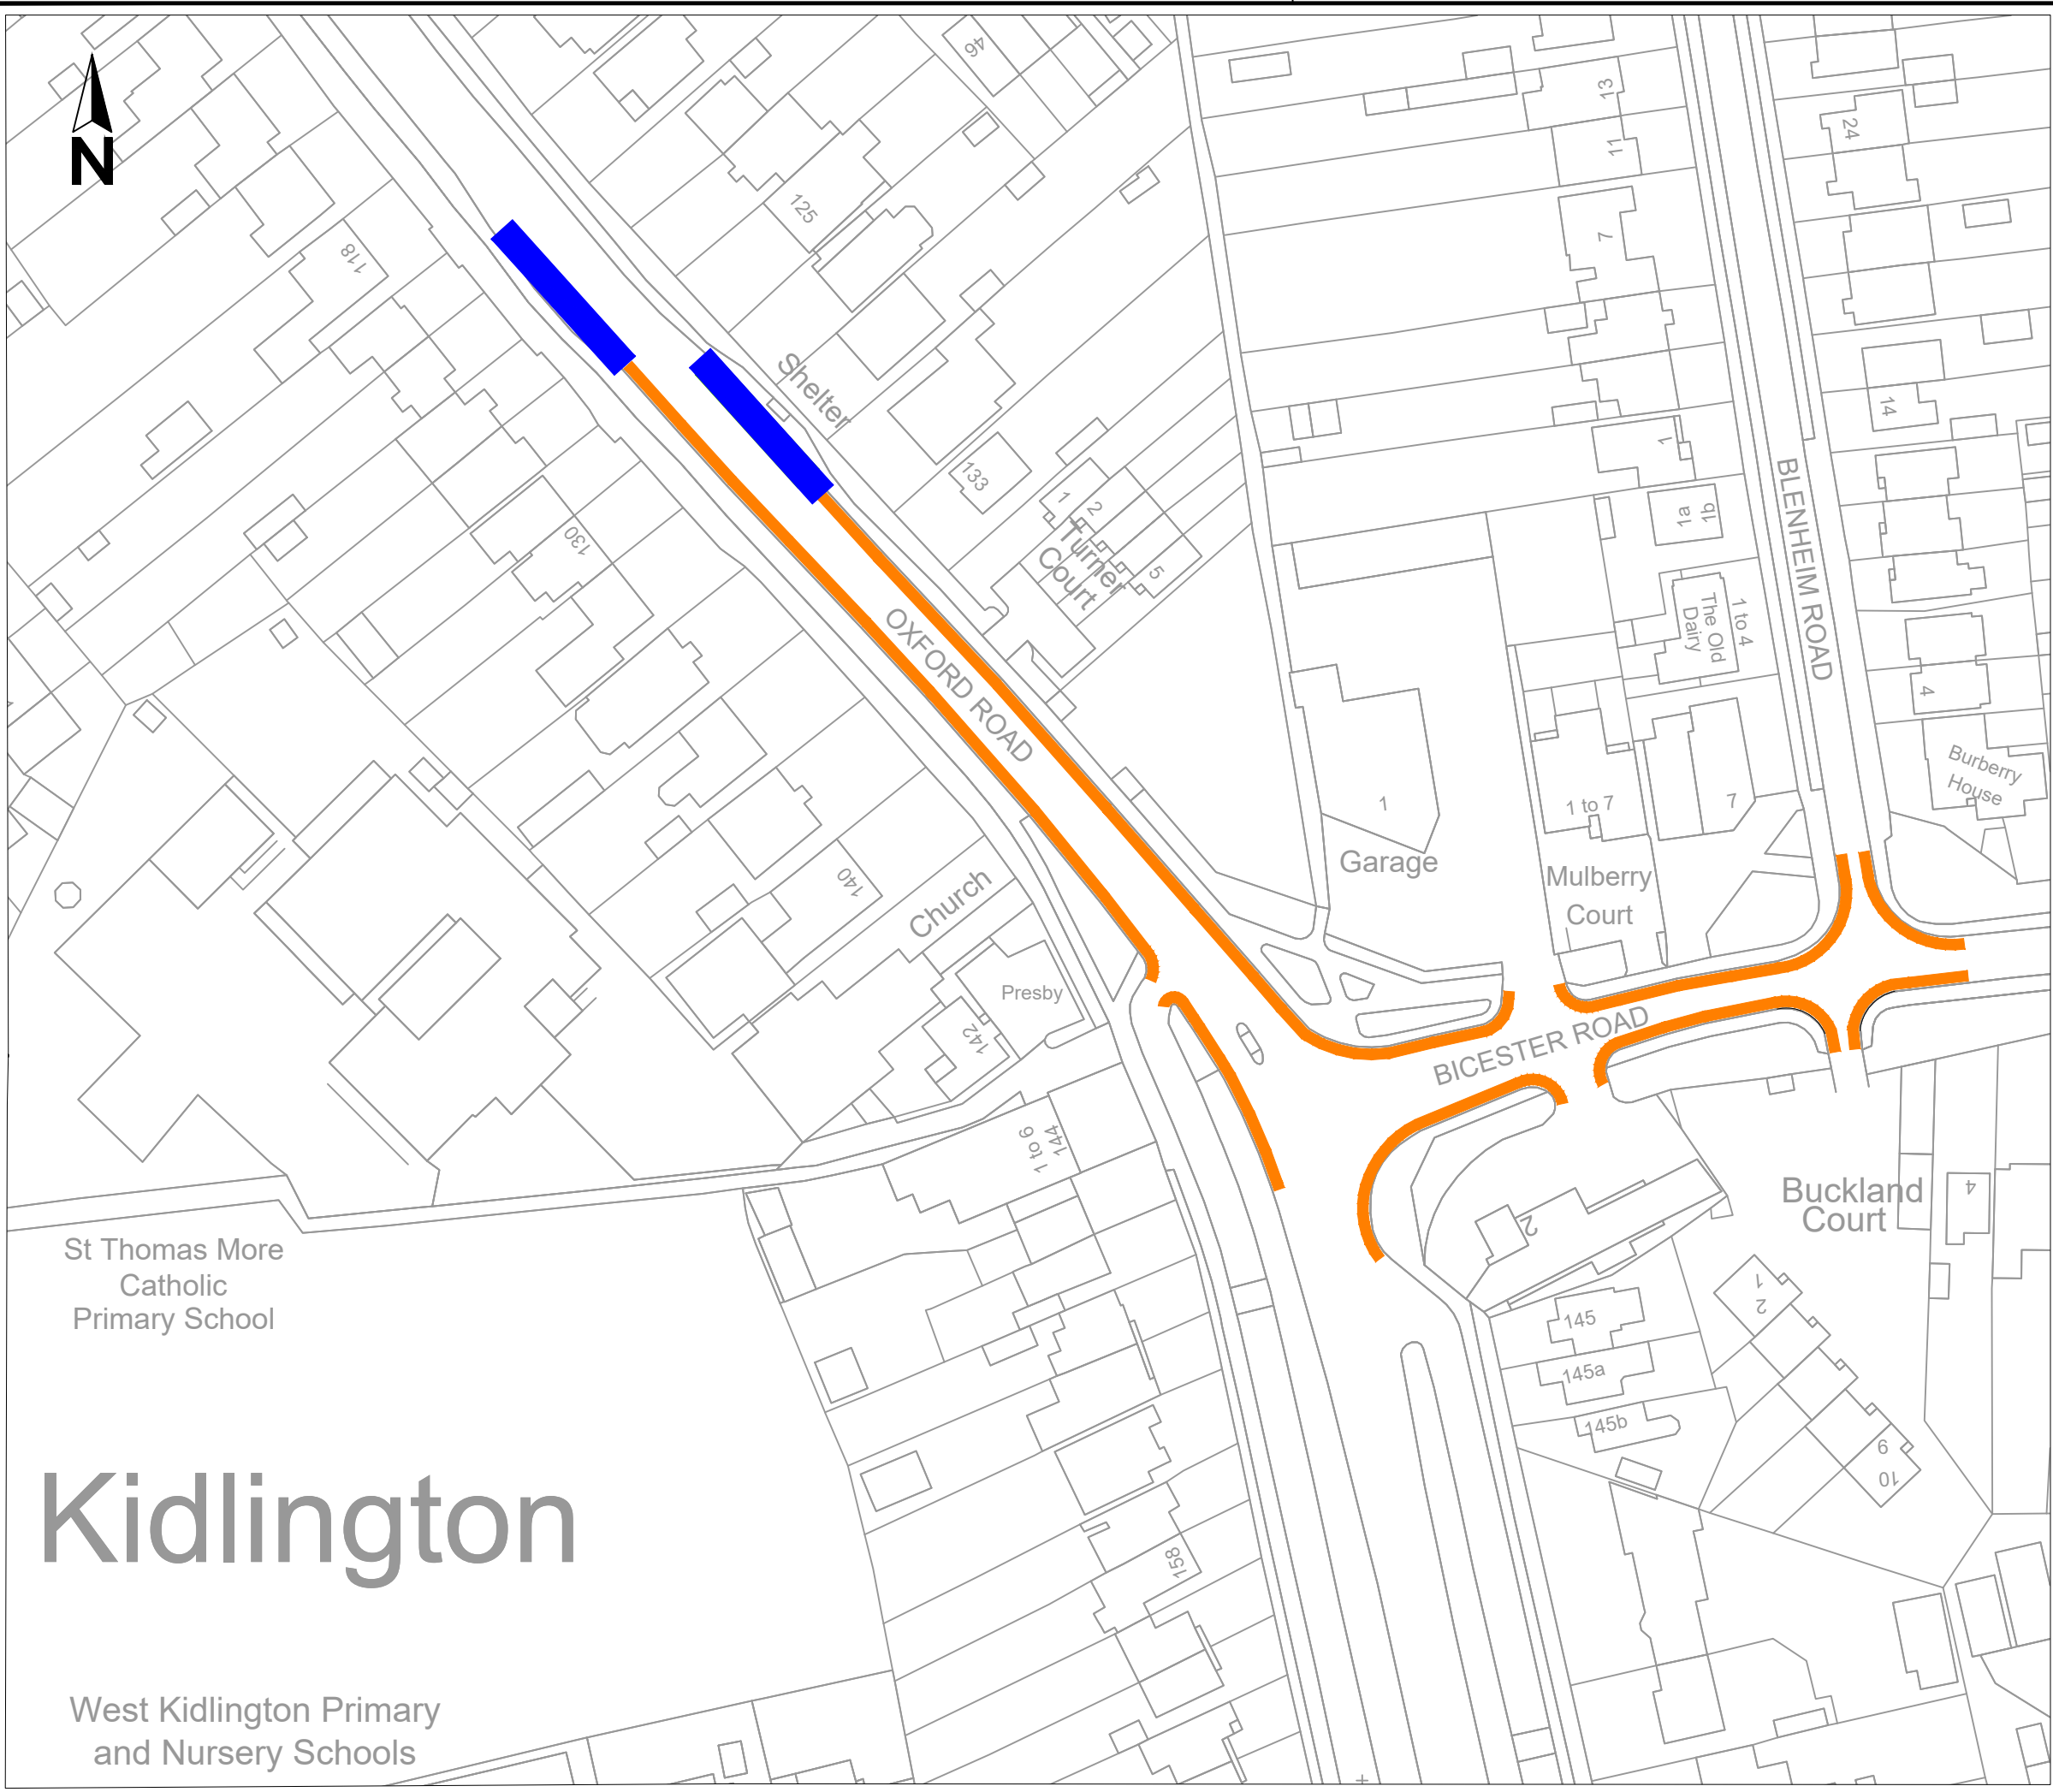 N
46
125
118
13
11
7
24
Shelter
1
14
133
1
2
Turner
Court
5
130
1a
1b
BLENHEIM ROAD
1 to 4
The Old
Dairy
OXFORD ROAD
4
Burberry
House
1
Garage
1 to 7
7
Mulberry
Court
140
Church
Presby
142
BICESTER ROAD
144
1 to 6
2
Buckland
Court
4
St Thomas More
Catholic
Primary School
1
2
145
145a
145b
9
10
Kidlington
158
West Kidlington Primary
and Nursery Schools